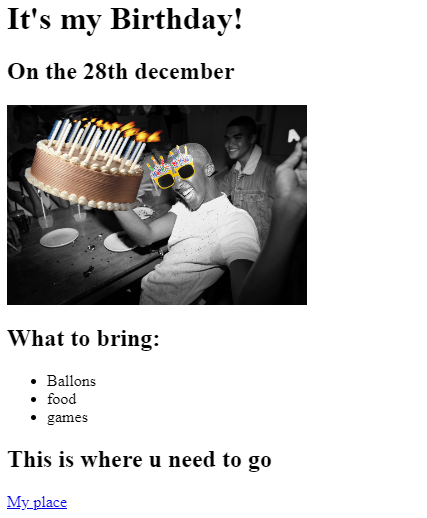 It's my Birthday!
On the 28th december
What to bring:
Ballons
food
games
This is where u need to go
My place